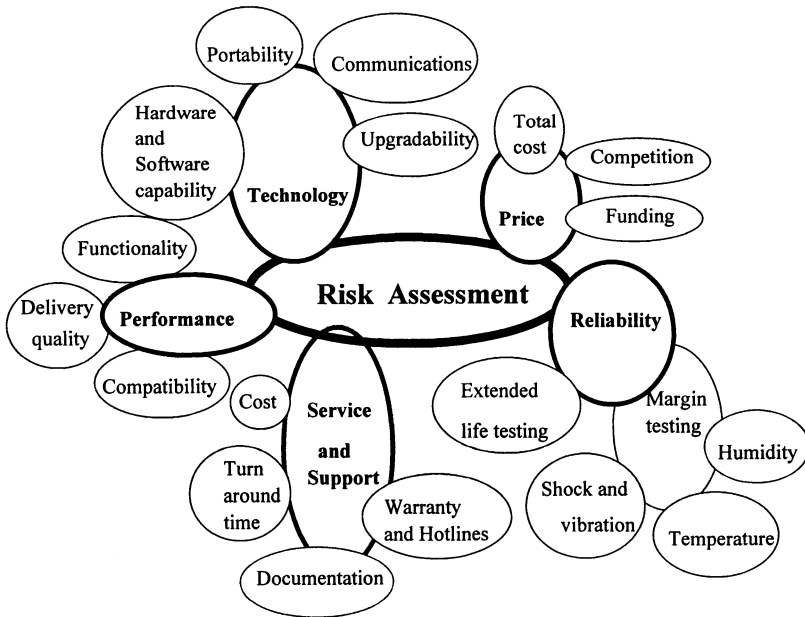 Portability
Communications
Hardware
and
Software
capability
Upgradability
Technology
Total
cost
Competition
Price
Funding
Functionality
Risk Assessment
Delivery
quality
Performance
Reliability
Compatibility
Cost
Service
and
Support
Extended
life testing
Margin
testing
Humidity
Turn
around
time
Warranty
and Hotlines
Shock and
vibration
Temperature
Documentation